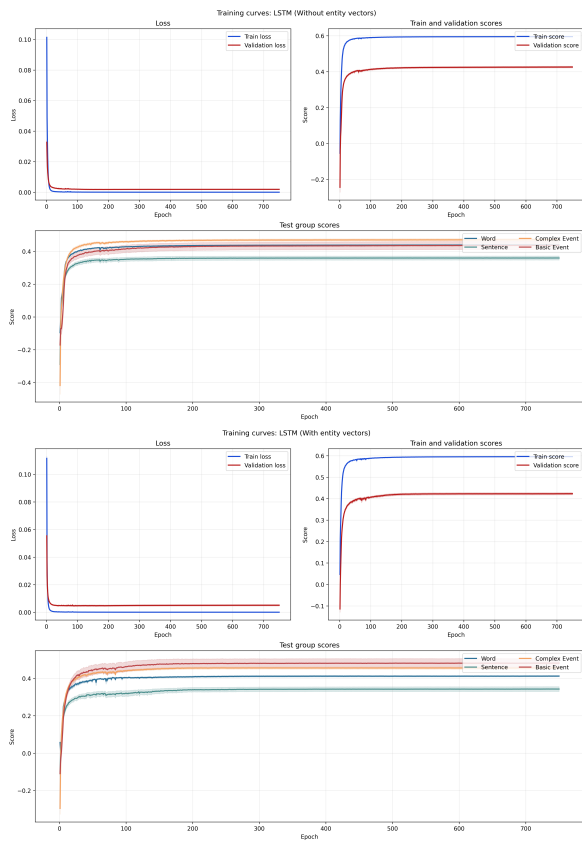 Training curves: LSTM (Without entity vectors)
Loss
Train and validation scores
0.10
0.08
0.06
0.04
0.02
0.00
Loss
Train loss
Validation loss
0 100 200 300 400 500 600 700
Epoch
0.6
0.4
0.2
0.0
−0.2
Score
Train score
Validation score
0 100 200 300 400 500 600 700
Epoch
Test group scores
0.4
0.2
0.0
−0.2
−0.4
Score
Word
Sentence
Complex Event
Basic Event
0 100 200 300 400 500 600 700
Epoch
Training curves: LSTM (With entity vectors)
Loss
Train and validation scores
0.12
0.10
0.08
0.06
0.04
0.02
0.00
Loss
Train loss
Validation loss
0 100 200 300 400 500 600 700
Epoch
0.6
0.5
0.4
0.3
0.2
0.1
0.0
−0.1
Score
Train score
Validation score
0 100 200 300 400 500 600 700
Epoch
Test group scores
0.4
0.2
0.0
−0.2
Score
Word
Sentence
Complex Event
Basic Event
0 100 200 300 400 500 600 700
Epoch